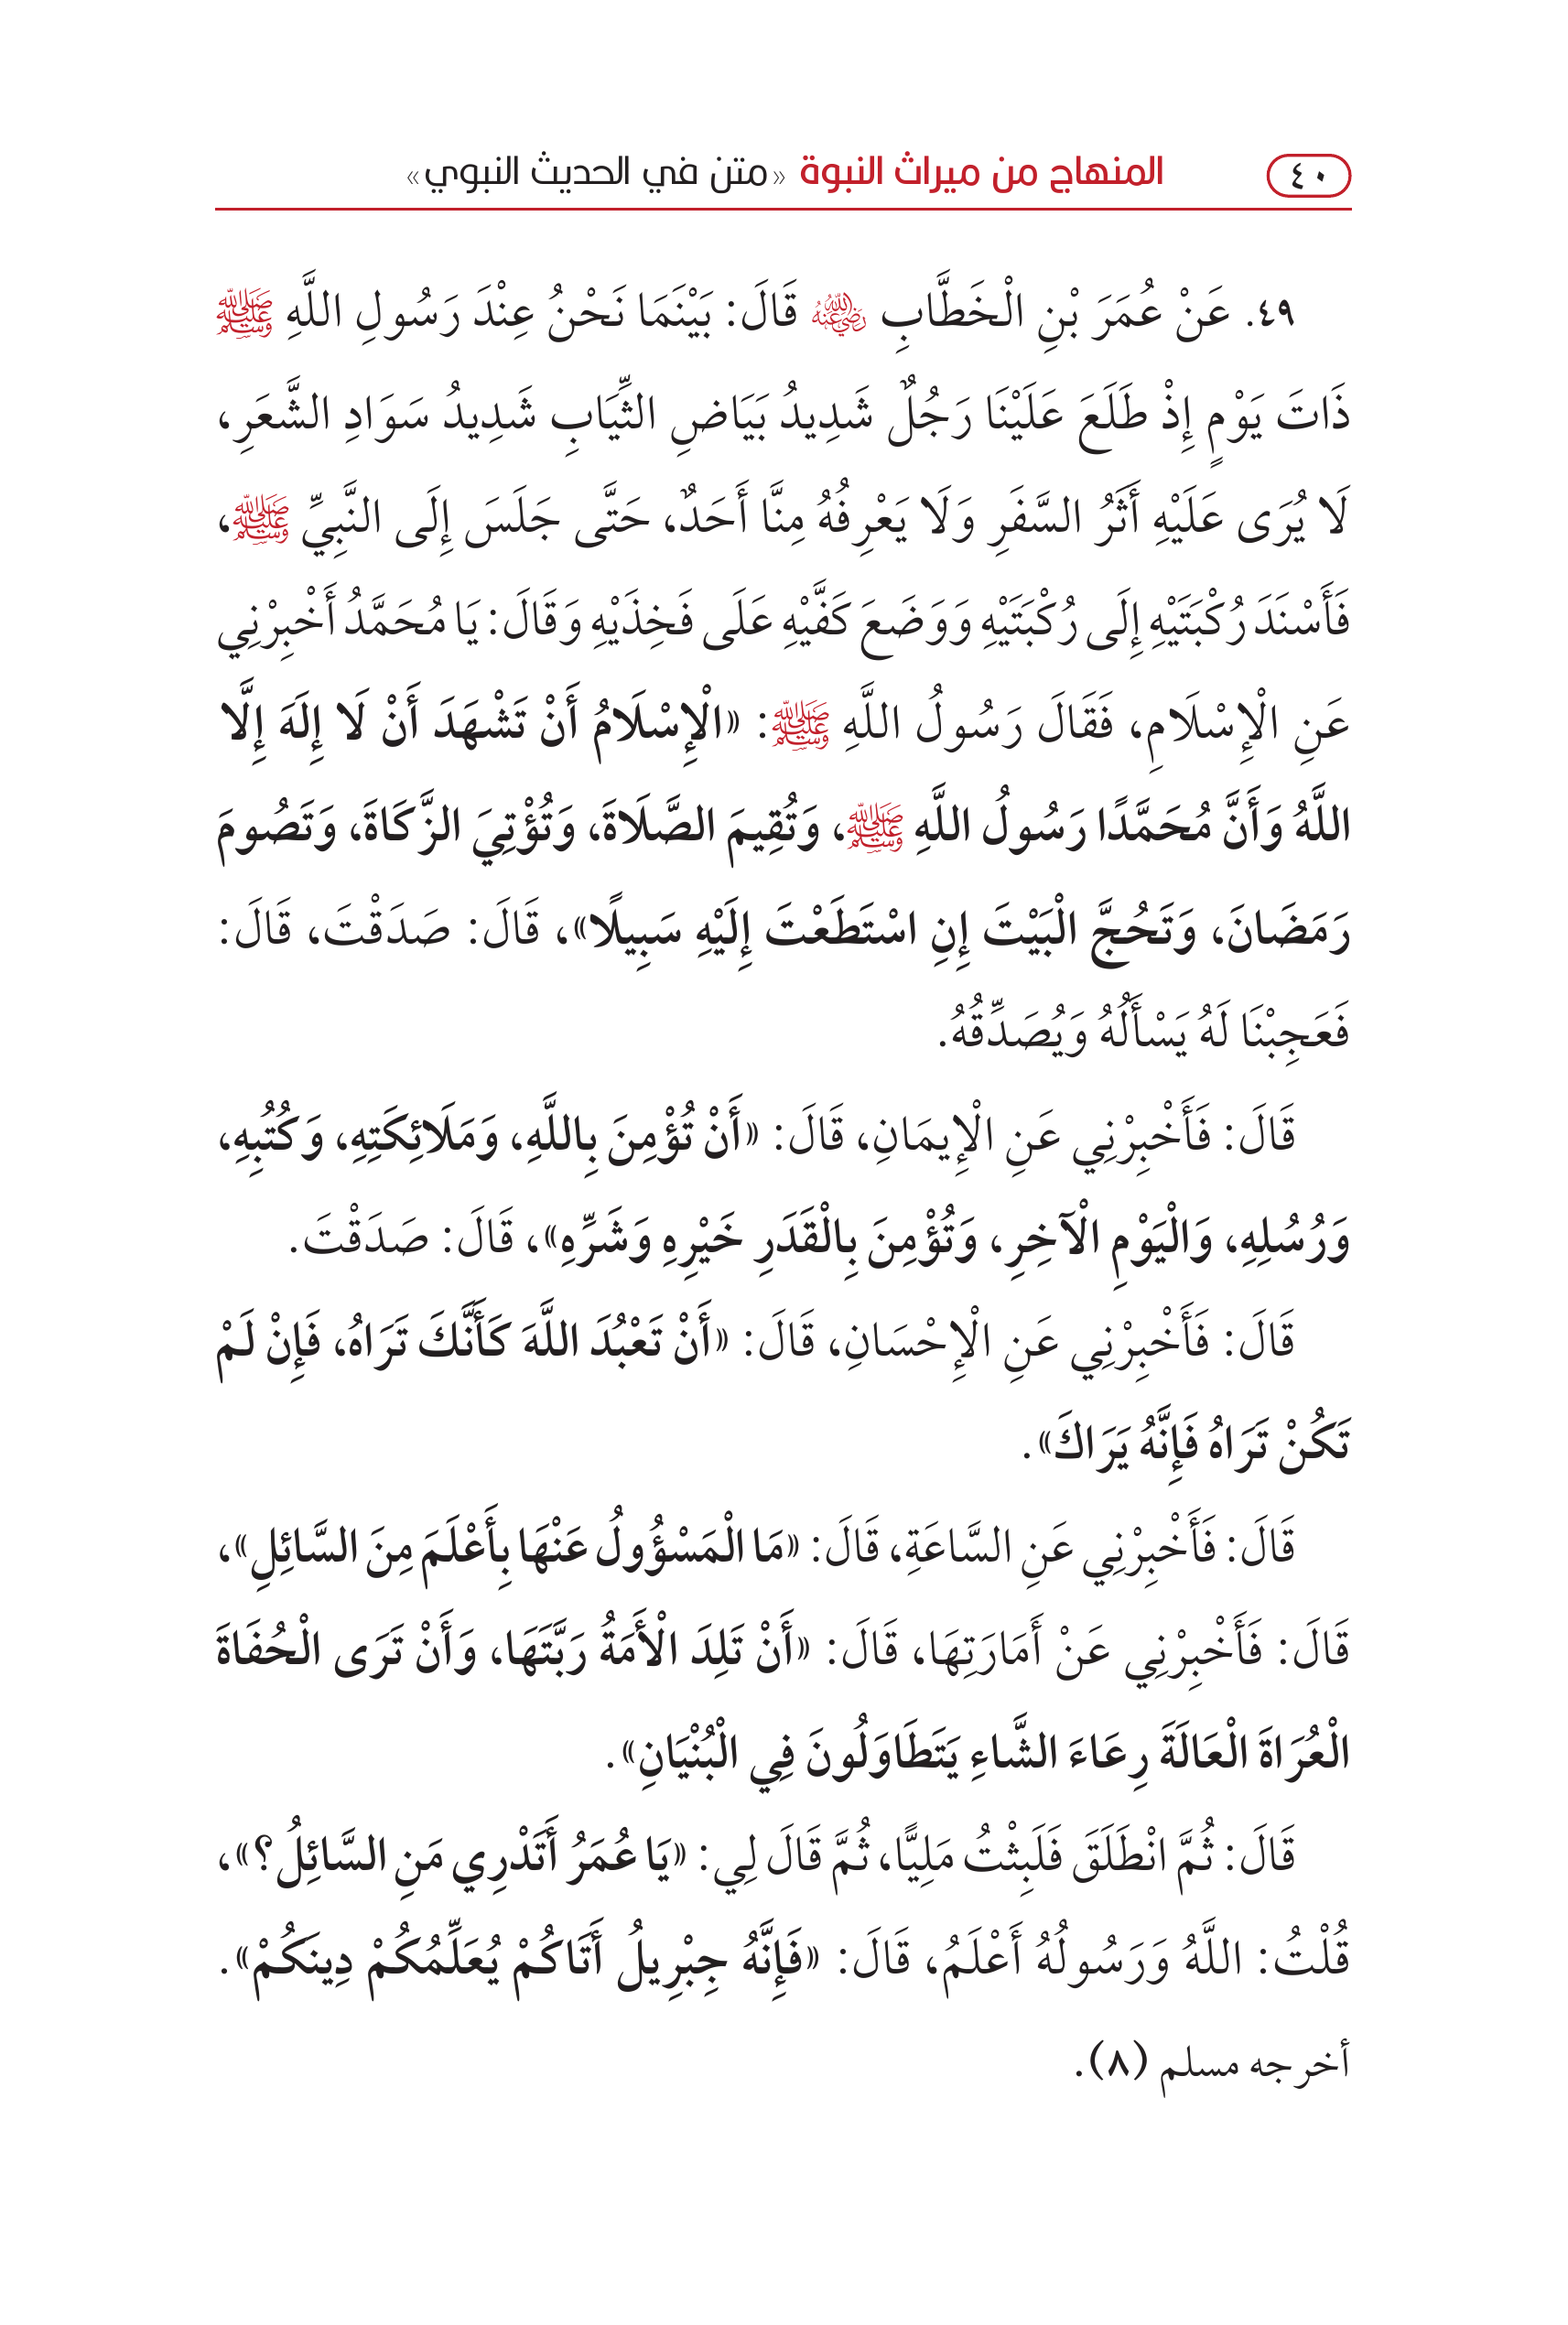 ٤٠ المنهاج من ميراث النبوة «متن في الحديث النبوي»
٤٩. عَنْ عُمَرَ بْنِ الْخَطَّابِ رضي الله عنه قَالَ: بَيْنَمَا نَحْنُ عِنْدَ رَسُولِ اللَّهِ ﷺ
ذَاتَ يَوْمٍ إِذْ طَلَعَ عَلَيْنَا رَجُلٌ شَدِيدُ بَيَاضِ الثِّيَابِ شَدِيدُ سَوَادِ الشَّعَرِ،
لَا يُرَى عَلَيْهِ أَثَرُ السَّفَرِ وَلَا يَعْرِفُهُ مِنَّا أَحَدٌ، حَتَّى جَلَسَ إِلَى النَّبِيِّ ﷺ،
فَأَسْنَدَ رُكْبَتَيْهِ إِلَى رُكْبَتَيْهِ وَوَضَعَ كَفَّيْهِ عَلَى فَخِذَيْهِ وَقَالَ: يَا مُحَمَّدُ أَخْبِرْنِي
عَنِ الْإِسْلَامِ، فَقَالَ رَسُولُ اللَّهِ ﷺ: «الْإِسْلَامُ أَنْ تَشْهَدَ أَنْ لَا إِلَهَ إِلَّا
اللَّهُ وَأَنَّ مُحَمَّدًا رَسُولُ اللَّهِ ﷺ، وَتُقِيمَ الصَّلَاةَ، وَتُؤْتِيَ الزَّكَاةَ، وَتَصُومَ
رَمَضَانَ، وَتَحُجَّ الْبَيْتَ إِنِ اسْتَطَعْتَ إِلَيْهِ سَبِيلًا»، قَالَ: صَدَقْتَ، قَالَ:
فَعَجِبْنَا لَهُ يَسْأَلُهُ وَيُصَدِّقُهُ.
قَالَ: فَأَخْبِرْنِي عَنِ الْإِيمَانِ، قَالَ: «أَنْ تُؤْمِنَ بِاللَّهِ، وَمَلَائِكَتِهِ، وَكُتُبِهِ،
وَرُسُلِهِ، وَالْيَوْمِ الْآخِرِ، وَتُؤْمِنَ بِالْقَدَرِ خَيْرِهِ وَشَرِّهِ»، قَالَ: صَدَقْتَ.
قَالَ: فَأَخْبِرْنِي عَنِ الْإِحْسَانِ، قَالَ: «أَنْ تَعْبُدَ اللَّهَ كَأَنَّكَ تَرَاهُ، فَإِنْ لَمْ
تَكُنْ تَرَاهُ فَإِنَّهُ يَرَاكَ».
قَالَ: فَأَخْبِرْنِي عَنِ السَّاعَةِ، قَالَ: «مَا الْمَسْؤُولُ عَنْهَا بِأَعْلَمَ مِنَ السَّائِلِ»،
قَالَ: فَأَخْبِرْنِي عَنْ أَمَارَتِهَا، قَالَ: «أَنْ تَلِدَ الْأَمَةُ رَبَّتَهَا، وَأَنْ تَرَى الْحُفَاةَ
الْعُرَاةَ الْعَالَةَ رِعَاءَ الشَّاءِ يَتَطَاوَلُونَ فِي الْبُنْيَانِ».
قَالَ: ثُمَّ انْطَلَقَ فَلَبِثْتُ مَلِيًّا، ثُمَّ قَالَ لِي: «يَا عُمَرُ أَتَدْرِي مَنِ السَّائِلُ؟»،
قُلْتُ: اللَّهُ وَرَسُولُهُ أَعْلَمُ، قَالَ: «فَإِنَّهُ جِبْرِيلُ أَتَاكُمْ يُعَلِّمُكُمْ دِينَكُمْ».
أخرجه مسلم (٨).